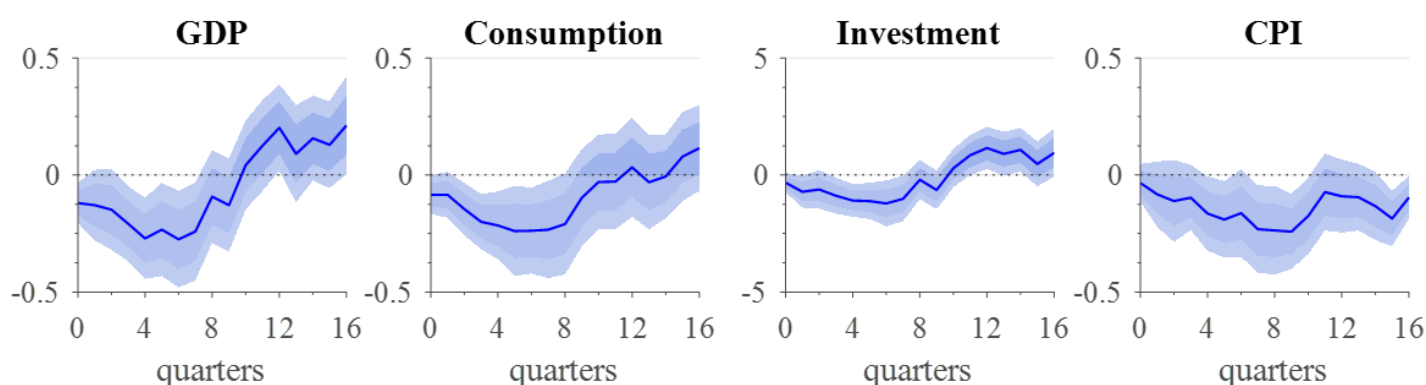 GDP Consumption Investment CPI
0.5 0.5 5 0.5
0 0 0 0
-0.5 -0.5 -5 -0.5
0 4 8 12 16 0 4 8 12 16 0 4 8 12 16 0 4 8 12 16
quarters quarters quarters quarters